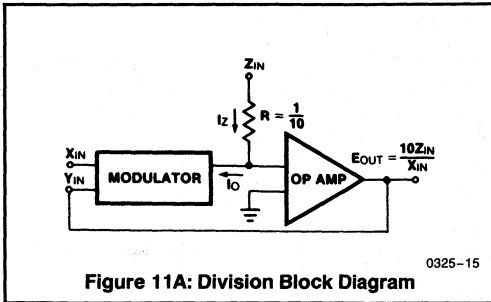 ZIN
IZ
R = 1/10
XIN
YIN
MODULATOR
IO
OP AMP
EOUT = 10ZIN/XIN
0325-15
Figure 11A: Division Block Diagram